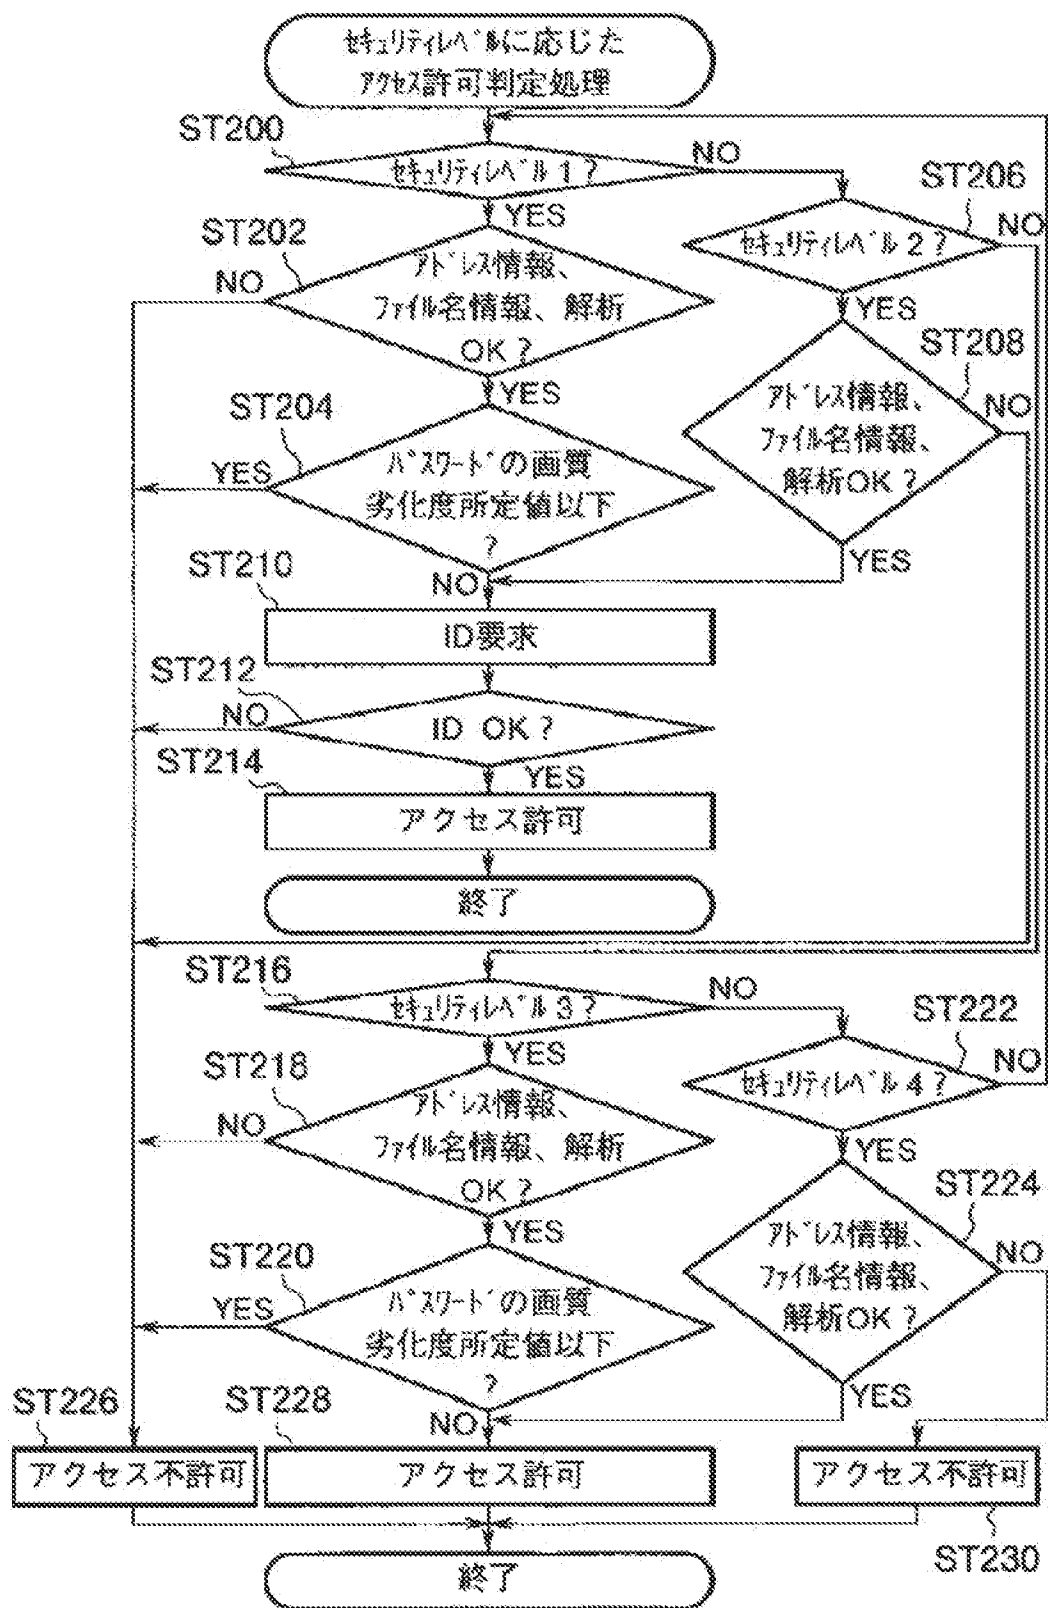 セキュリティレベルに応じた
アクセス許可判定処理
ST200
セキュリティレベル1?
NO
YES
ST206
セキュリティレベル2?
NO
YES
ST202
アドレス情報、
ファイル名情報、解析
OK?
NO
YES
ST208
アドレス情報、
ファイル名情報、
解析OK?
NO
YES
ST204
パスワードの画質
劣化度所定値以下
?
YES
NO
ST210
ID要求
ST212
ID OK?
NO
YES
ST214
アクセス許可
終了
ST216
セキュリティレベル3?
NO
YES
ST222
セキュリティレベル4?
NO
YES
ST218
アドレス情報、
ファイル名情報、解析
OK?
NO
YES
ST224
アドレス情報、
ファイル名情報、
解析OK?
NO
YES
ST220
パスワードの画質
劣化度所定値以下
?
YES
NO
ST226
アクセス不許可
ST228
アクセス許可
アクセス不許可
ST230
終了